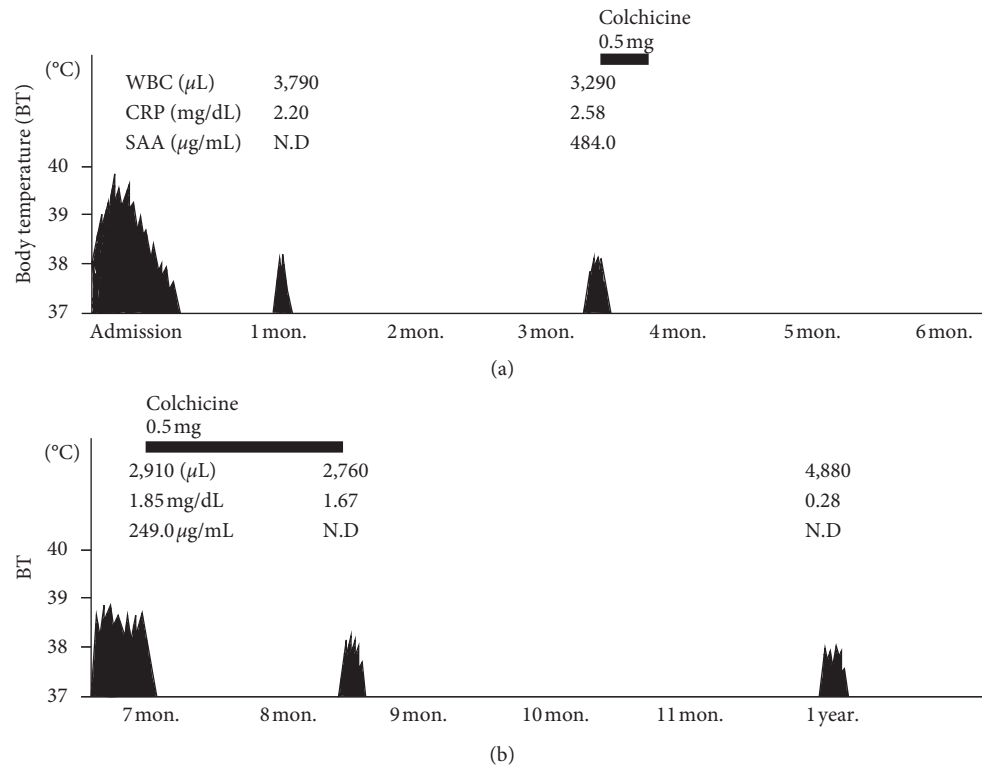 Colchicine
0.5 mg
(°C)
WBC (μL) 3,790 3,290
CRP (mg/dL) 2.20 2.58
SAA (μg/mL) N.D 484.0
Body temperature (BT)
40
39
38
37
Admission 1 mon. 2 mon. 3 mon. 4 mon. 5 mon. 6 mon.
(a)
Colchicine
0.5 mg
(°C)
2,910 (μL) 2,760 4,880
1.85 mg/dL 1.67 0.28
249.0 μg/mL N.D N.D
BT
40
39
38
37
7 mon. 8 mon. 9 mon. 10 mon. 11 mon. 1 year.
(b)